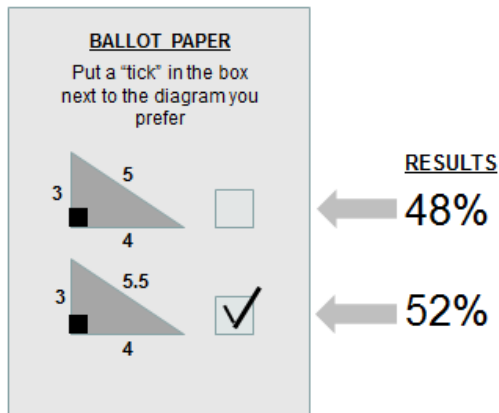 BALLOT PAPER
Put a “tick” in the box
next to the diagram you
prefer
5
3
4
RESULTS
48%
5.5
3
4
52%